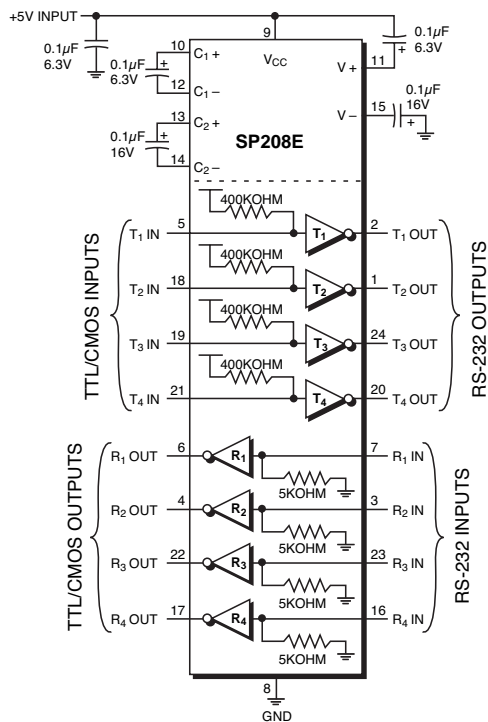 +5V INPUT
0.1µF
6.3V
9
VCC
0.1µF
6.3V
10
C1 +
0.1µF
6.3V
12
C1 –
V +
11
13
C2 +
0.1µF
16V
14
C2 –
V –
15
0.1µF
16V
SP208E
TTL/CMOS INPUTS
400KOHM
T1 IN
5
T1
2
T1 OUT
400KOHM
T2 IN
18
T2
1
T2 OUT
400KOHM
T3 IN
19
T3
24
T3 OUT
400KOHM
T4 IN
21
T4
20
T4 OUT
RS-232 OUTPUTS
TTL/CMOS OUTPUTS
R1 OUT
6
R1
7
R1 IN
5KOHM
R2 OUT
4
R2
3
R2 IN
5KOHM
R3 OUT
22
R3
23
R3 IN
5KOHM
R4 OUT
17
R4
16
R4 IN
5KOHM
RS-232 INPUTS
8
GND